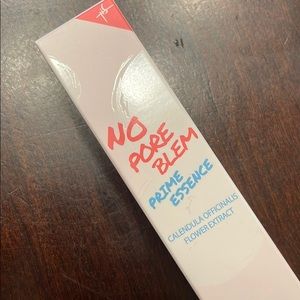 NO
PORE
BLEM
PRIME
ESSENCE
CALENDULA OFFICINALIS
FLOWER EXTRACT